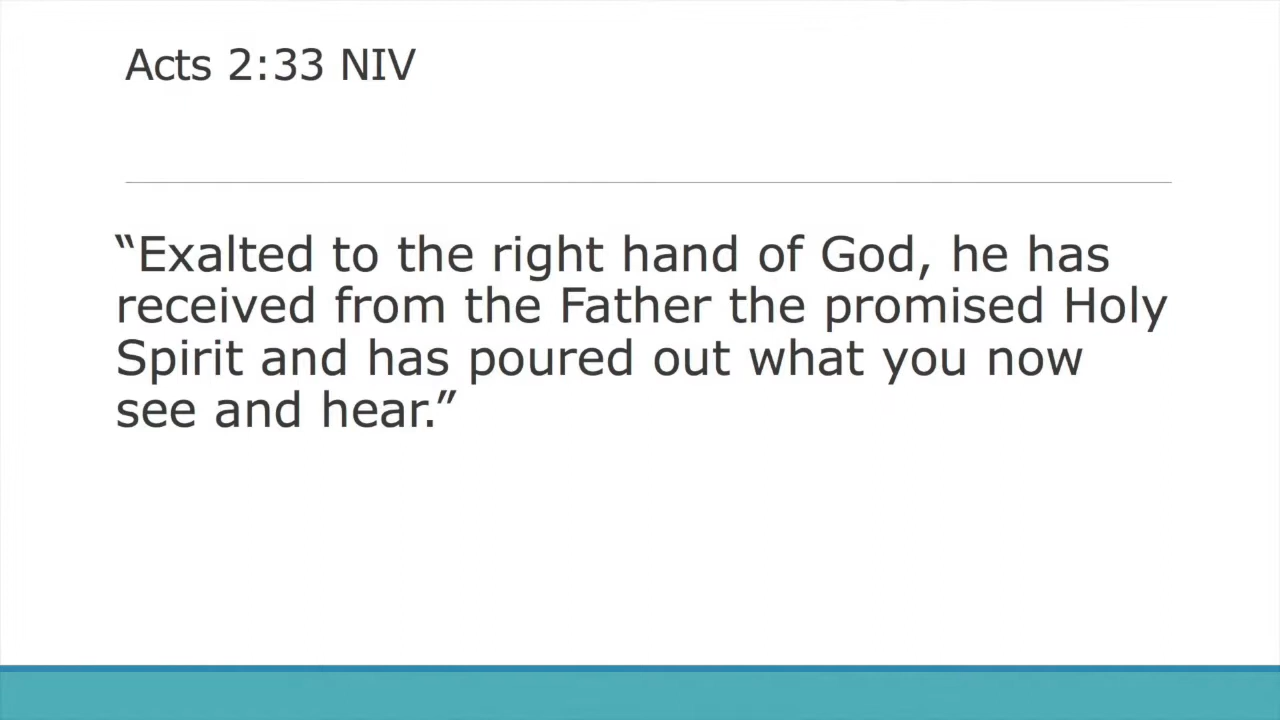 Acts 2:33 NIV
“Exalted to the right hand of God, he has
received from the Father the promised Holy
Spirit and has poured out what you now
see and hear.”